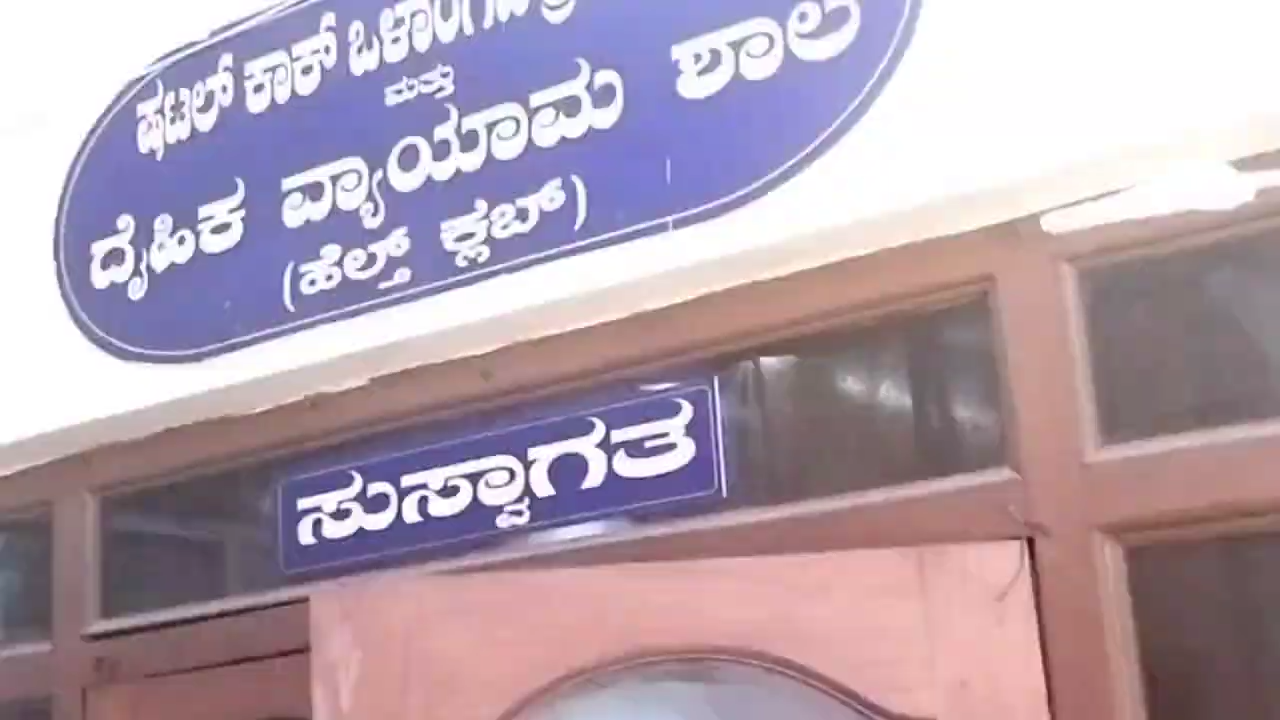 ಷಟಲ್ ಕಾಕ್
ಮತ್ತು
ದೈಹಿಕ ವ್ಯಾಯಾಮ ಶಾಲೆ
(ಹೆಲ್ತ್ ಕ್ಲಬ್)
ಸುಸ್ವಾಗತ